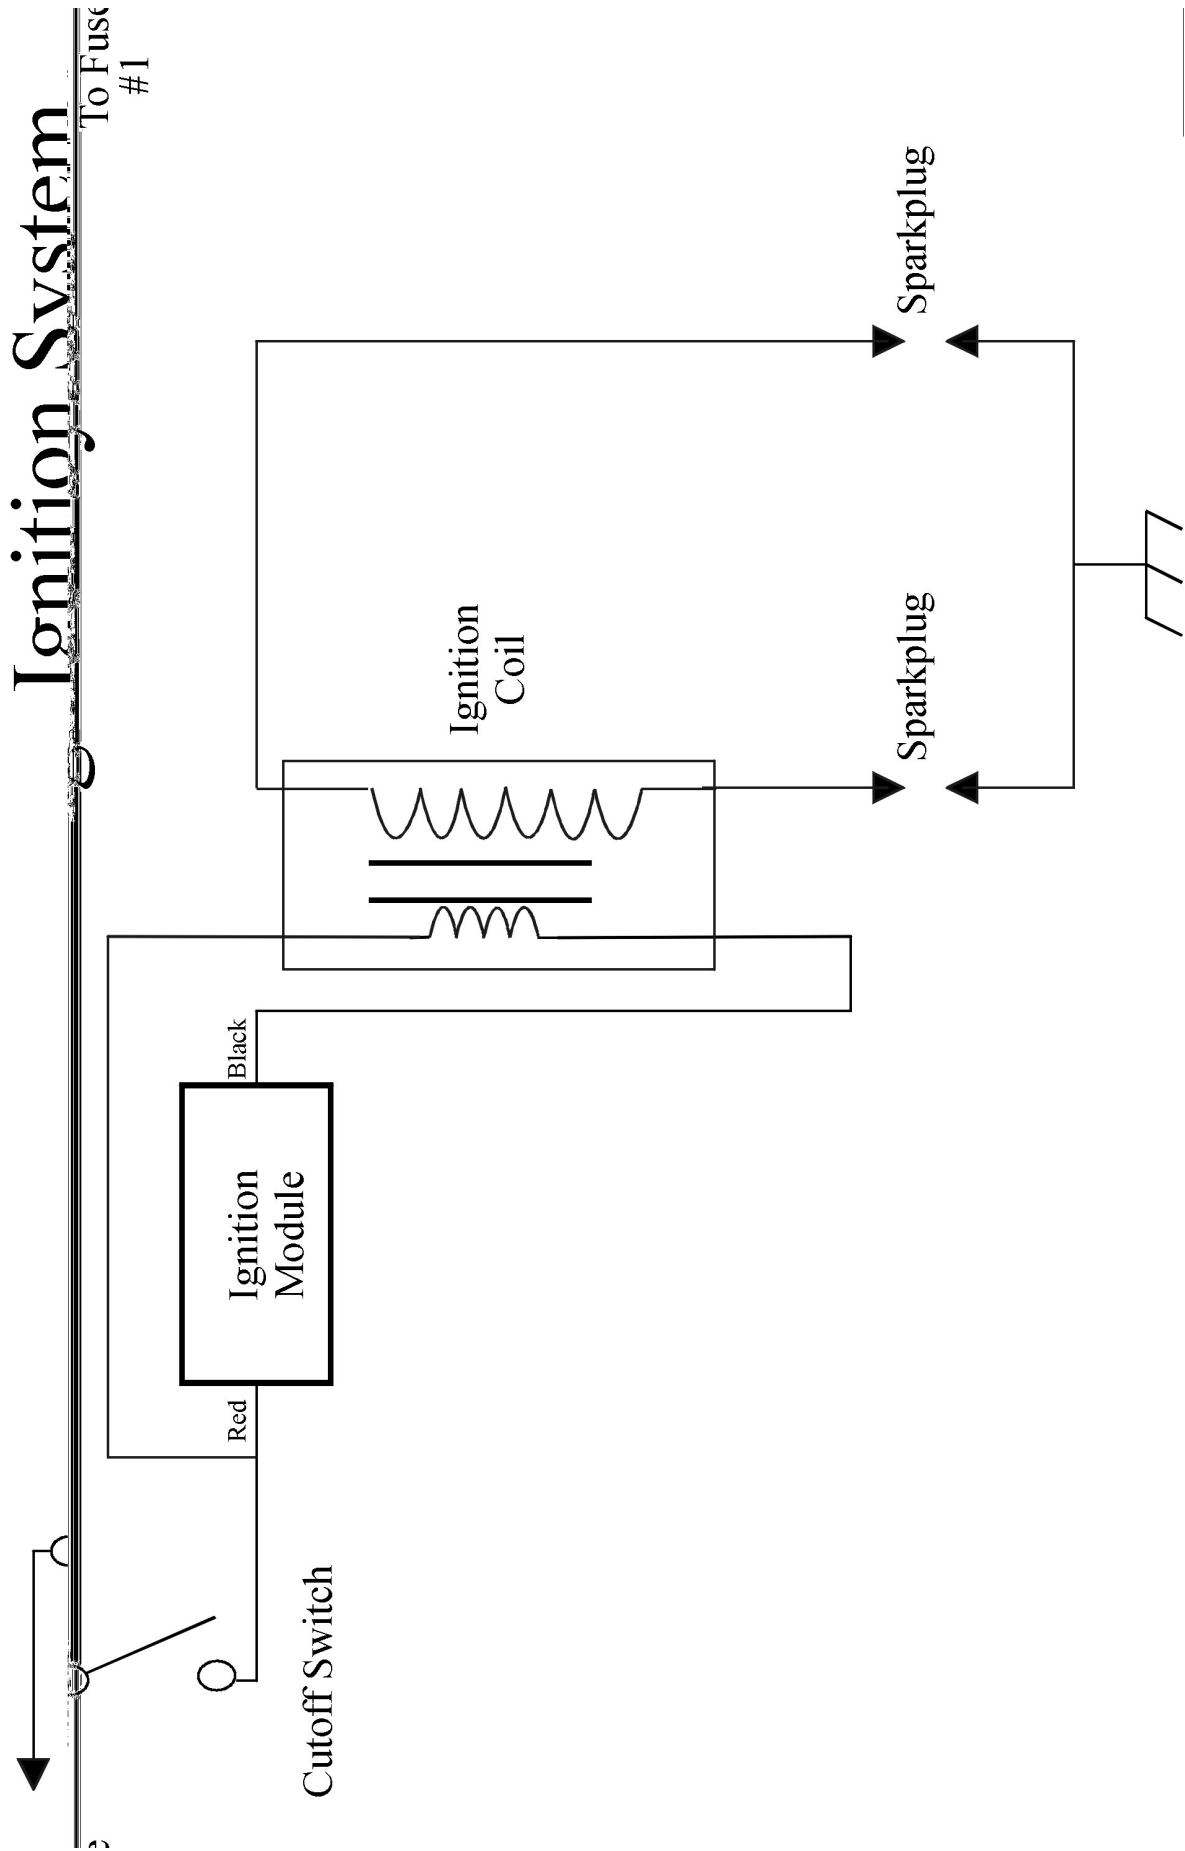 Ignition System
To Fuse
#1
Sparkplug
Ignition
Coil
Sparkplug
Black
Ignition
Module
Red
Cutoff Switch